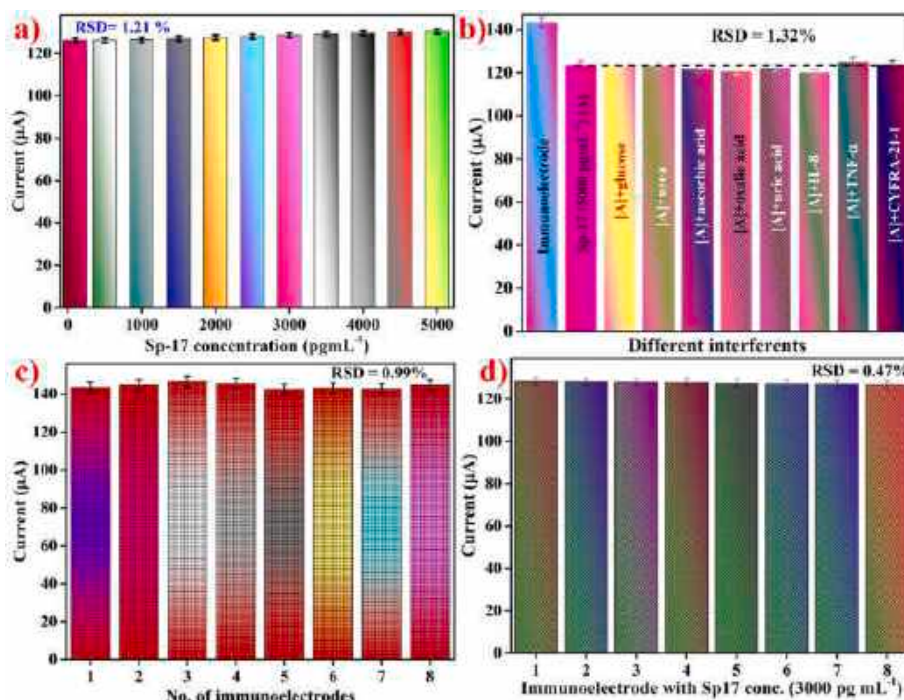 a)
RSD=1.21 %
Current (µA)
120
100
80
60
40
20
0
0 1000 2000 3000 4000 5000
Sp-17 concentration (pgmL⁻¹)
b)
RSD = 1.32%
Current (µA)
140
120
100
80
60
40
20
0
Immunoelectrode
[A]+glucose
[A]+ascorbic acid
[A]+oxalic acid
[A]+uric acid
[A]+IL-8
[A]+TNF-α
[A]+CYFRA-21-1
Different interferents
c)
RSD = 0.99%
Current (µA)
140
120
100
80
60
40
20
0
1 2 3 4 5 6 7 8
No. of immunoelectrodes
d)
RSD = 0.47%
Current (µA)
120
100
80
60
40
20
0
1 2 3 4 5 6 7 8
Immunoelectrode with Sp17 conc. (3000 pg mL⁻¹)